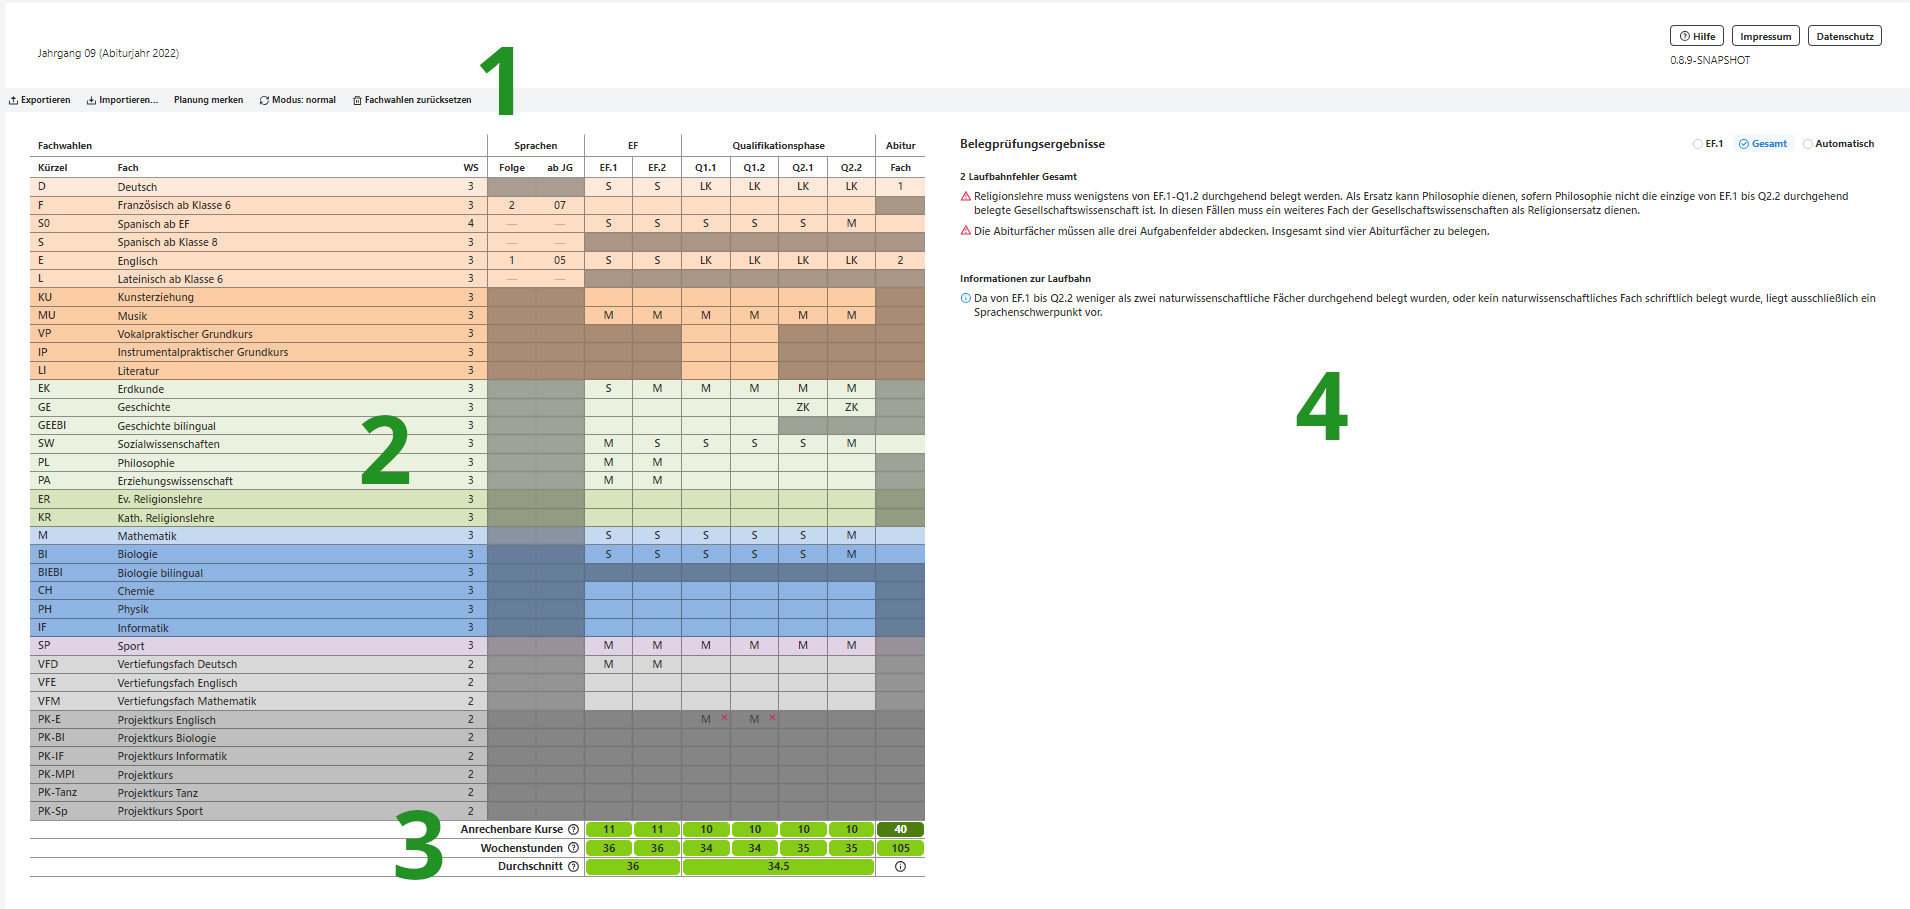 Hilfe Impressum Datenschutz
Jahrgang 09 (Abiturjahr 2022)
0.8.9-SNAPSHOT
1
Exportieren Importieren... Planung merken Modus: normal Fachwahlen zurücksetzen
Fachwahlen Sprachen EF Qualifikationsphase Abitur
Kürzel Fach WS Folge ab JG EF.1 EF.2 Q1.1 Q1.2 Q2.1 Q2.2 Fach
D Deutsch 3 S S LK LK LK LK 1
F Französisch ab Klasse 6 3 2 07
S0 Spanisch ab EF 4 — — S S S S S M
S Spanisch ab Klasse 8 3 — —
E Englisch 3 1 05 S S LK LK LK LK 2
L Lateinisch ab Klasse 6 3 — —
KU Kunsterziehung 3
MU Musik 3 M M M M M M
VP Vokalpraktischer Grundkurs 3
IP Instrumentalpraktischer Grundkurs 3
LI Literatur 3
EK Erdkunde 3 S M M M M M
GE Geschichte 3 ZK ZK
GEEBI Geschichte bilingual 3
SW Sozialwissenschaften 3 M S S S S M
PL Philosophie 3 M M
PA Erziehungswissenschaft 3 M M
ER Ev. Religionslehre 3
KR Kath. Religionslehre 3
M Mathematik 3 S S S S S M
BI Biologie 3 S S S S S M
BIEBI Biologie bilingual 3
CH Chemie 3
PH Physik 3
IF Informatik 3
SP Sport 3 M M M M M M
VFD Vertiefungsfach Deutsch 2 M M
VFE Vertiefungsfach Englisch 2
VFM Vertiefungsfach Mathematik 2
PK-E Projektkurs Englisch 2 M × M ×
PK-BI Projektkurs Biologie 2
PK-IF Projektkurs Informatik 2
PK-MPI Projektkurs 2
PK-Tanz Projektkurs Tanz 2
PK-Sp Projektkurs Sport 2
2
Anrechenbare Kurse 11 11 10 10 10 10 40
Wochenstunden 36 36 34 34 35 35 105
Durchschnitt 36 34.5
3
Belegprüfungsergebnisse EF.1 Gesamt Automatisch
2 Laufbahnfehler Gesamt
Religionslehre muss wenigstens von EF.1-Q1.2 durchgehend belegt werden. Als Ersatz kann Philosophie dienen, sofern Philosophie nicht die einzige von EF.1 bis Q2.2 durchgehend
belegte Gesellschaftswissenschaft ist. In diesen Fällen muss ein weiteres Fach der Gesellschaftswissenschaften als Religionsersatz dienen.
Die Abiturfächer müssen alle drei Aufgabenfelder abdecken. Insgesamt sind vier Abiturfächer zu belegen.
Informationen zur Laufbahn
Da von EF.1 bis Q2.2 weniger als zwei naturwissenschaftliche Fächer durchgehend belegt wurden, oder kein naturwissenschaftliches Fach schriftlich belegt wurde, liegt ausschließlich ein
Sprachenschwerpunkt vor.
4